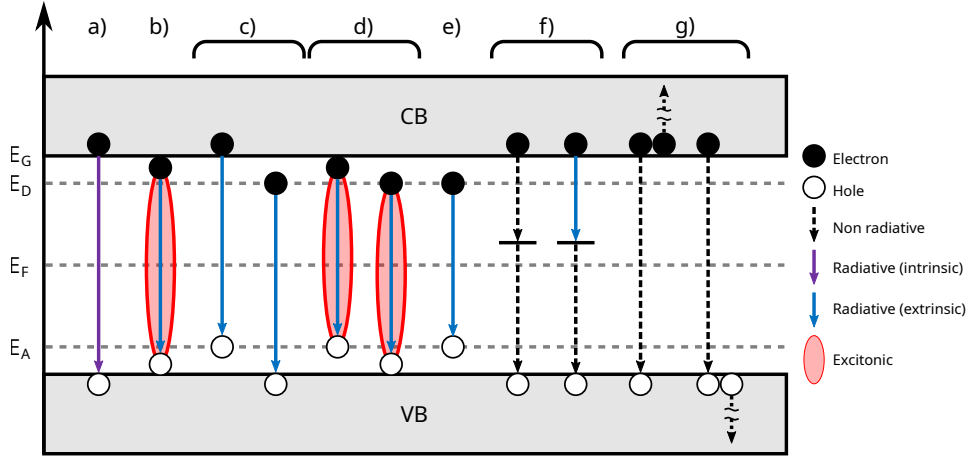 a) b) c) d) e) f) g)
CB
E_G
E_D
E_F
E_A
VB
Electron
Hole
Non radiative
Radiative (intrinsic)
Radiative (extrinsic)
Excitonic